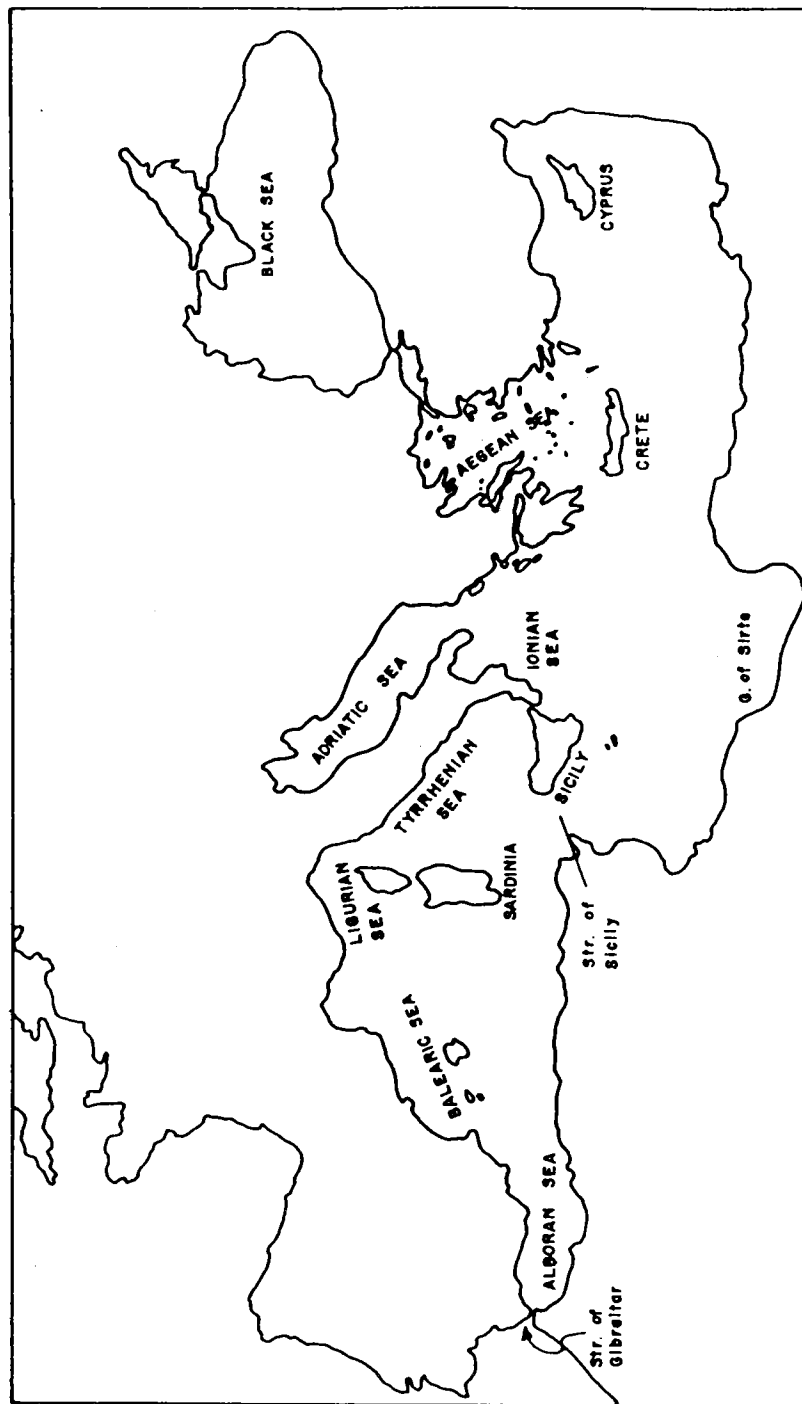 BLACK SEA
ADRIATIC SEA
LIGURIAN
SEA
TYRRHENIAN
SEA
AEGEAN SEA
BALEARIC SEA
IONIAN
SEA
CYPRUS
SARDINIA
SICILY
CRETE
ALBORAN SEA
Str. of
Sicily
Str. of
Gibraltar
G. of Sirte